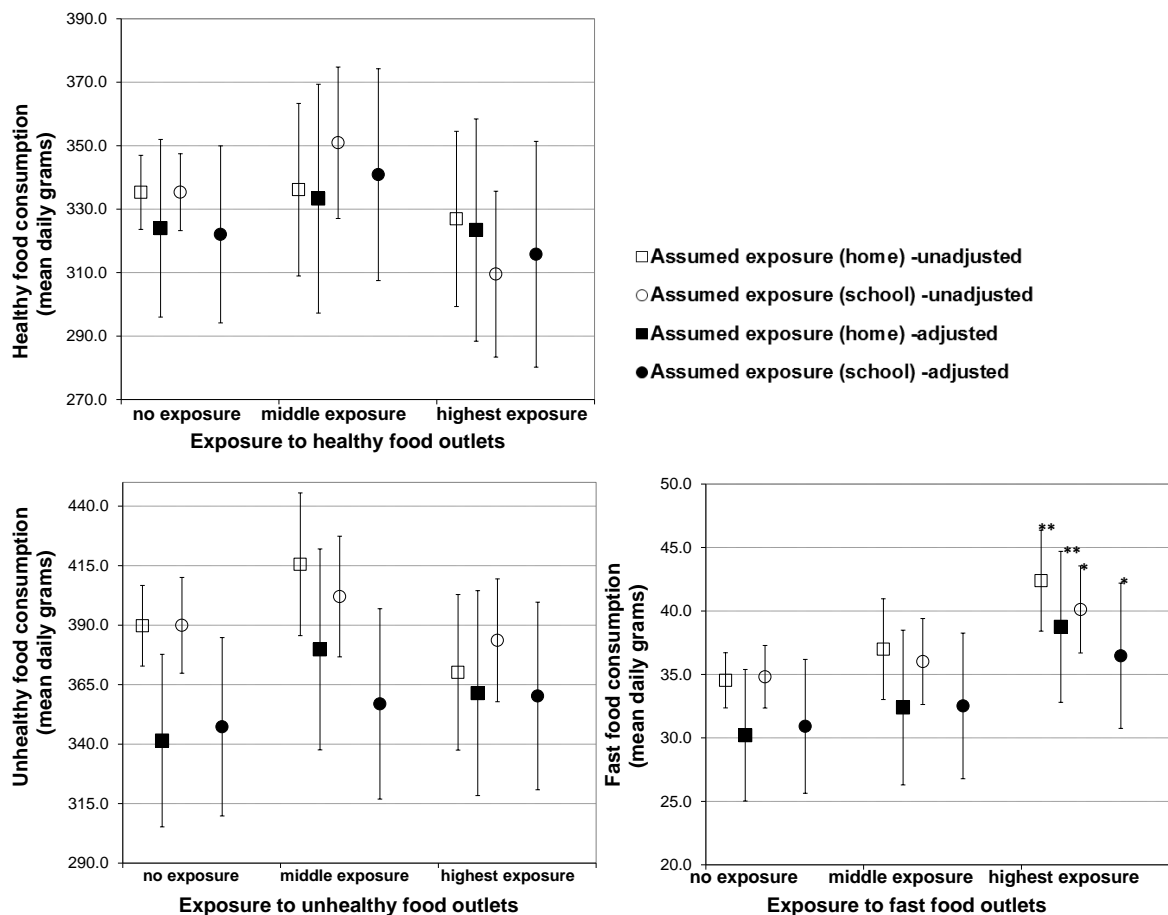 390.0
370.0
350.0
330.0
310.0
290.0
270.0
Healthy food consumption
(mean daily grams)
no exposure middle exposure highest exposure
Exposure to healthy food outlets
Assumed exposure (home) -unadjusted
Assumed exposure (school) -unadjusted
Assumed exposure (home) -adjusted
Assumed exposure (school) -adjusted
440.0
415.0
390.0
365.0
340.0
315.0
290.0
Unhealthy food consumption
(mean daily grams)
no exposure middle exposure highest exposure
Exposure to unhealthy food outlets
50.0
45.0
40.0
35.0
30.0
25.0
20.0
Fast food consumption
(mean daily grams)
**
**
*
*
no exposure middle exposure highest exposure
Exposure to fast food outlets